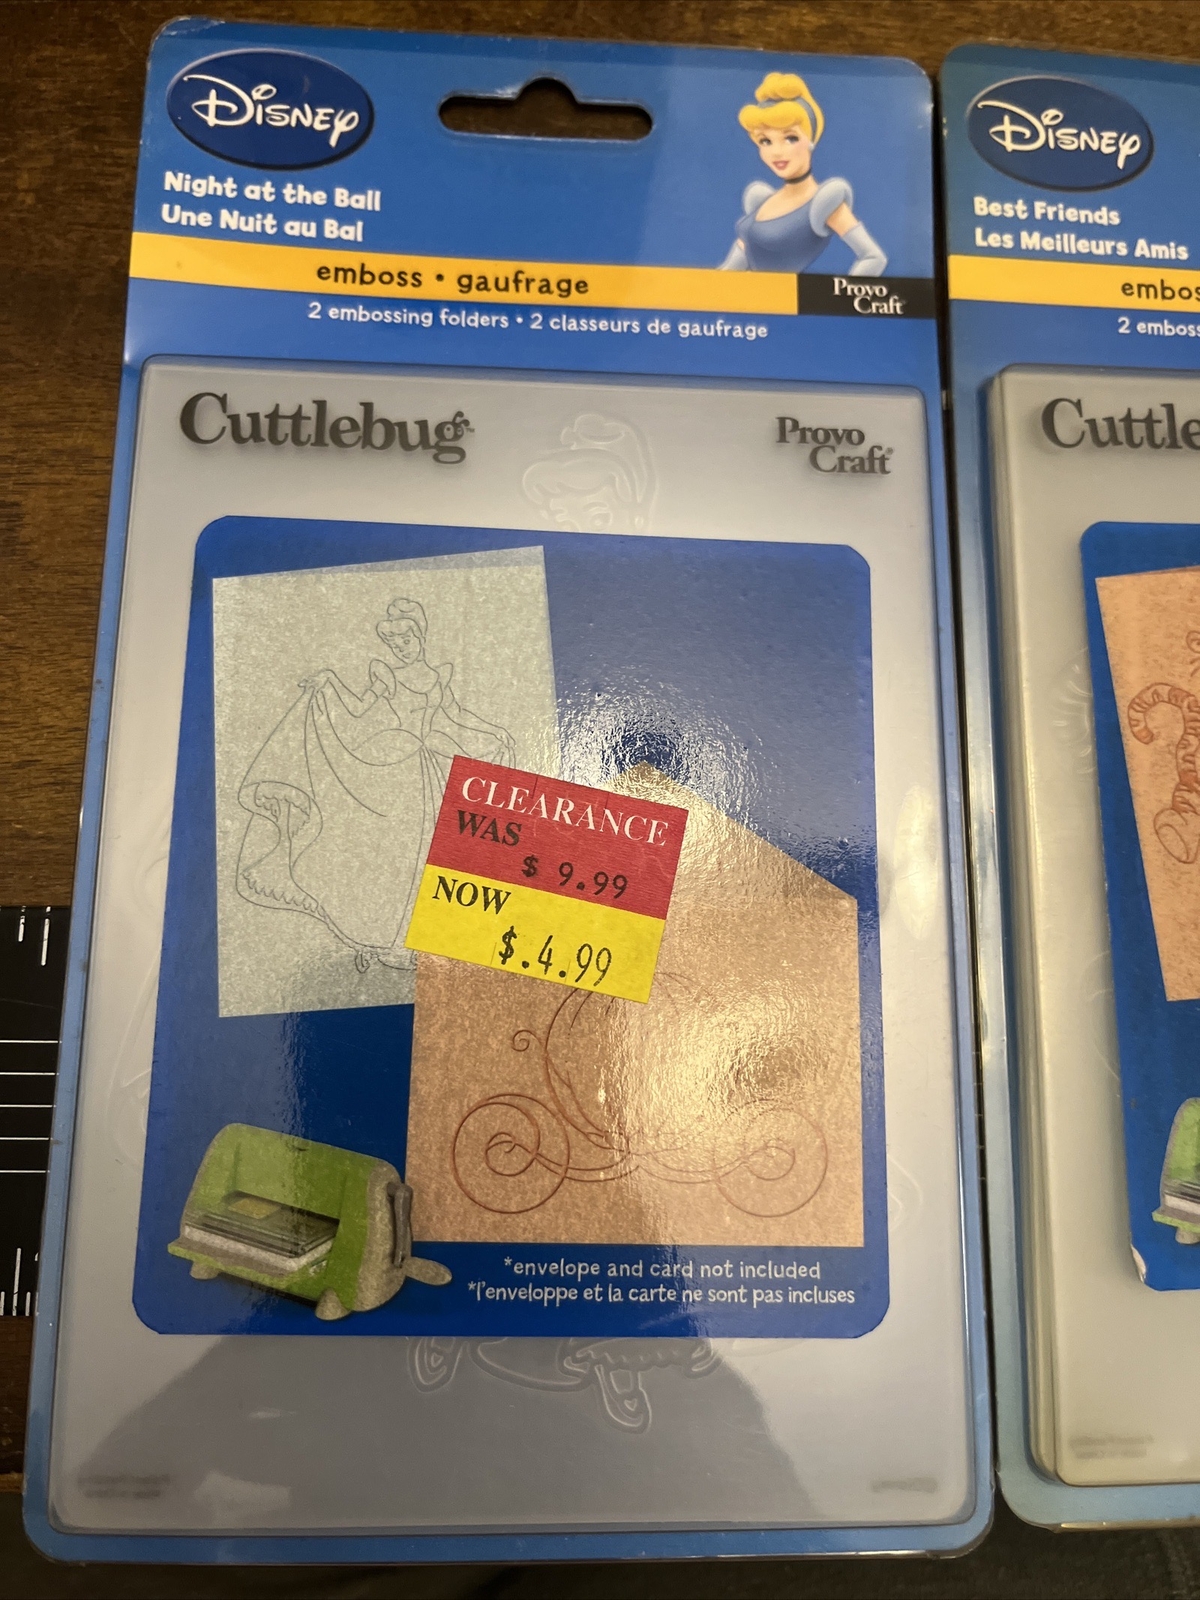 Disney
Night at the Ball
Une Nuit au Bal
emboss • gaufrage
Provo
Craft
2 embossing folders • 2 classeurs de gaufrage
Cuttlebug™
Provo
Craft®
CLEARANCE
WAS
$ 9.99
NOW
$.4.99
*envelope and card not included
*l'enveloppe et la carte ne sont pas incluses
Disney
Best Friends
Les Meilleurs Amis
embos
2 emboss
Cuttle